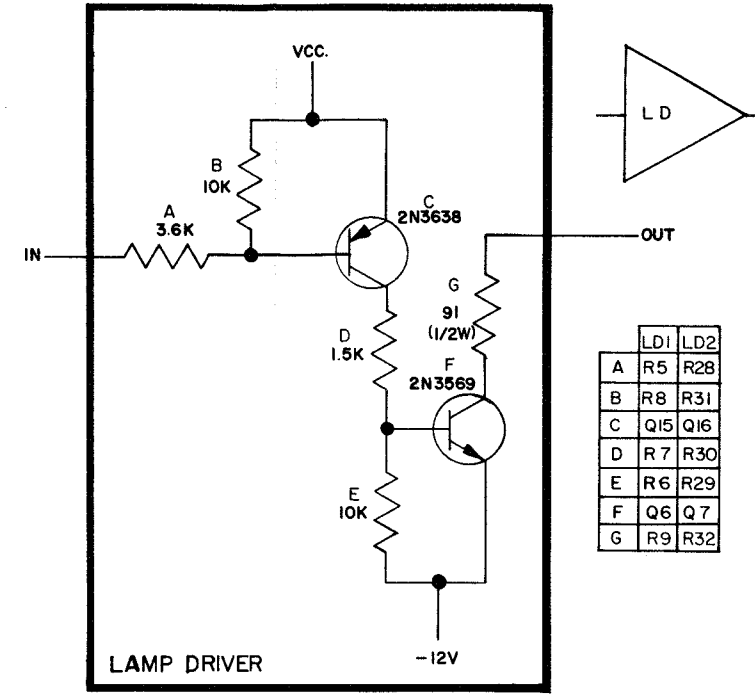 VCC.
L D
B
10K
A
3.6K
C
2N3638
IN
OUT
G
91
(1/2W)
D
1.5K
F
2N3569
E
10K
-12V
LAMP DRIVER
LD1 LD2
A R5 R28
B R8 R31
C Q15 Q16
D R7 R30
E R6 R29
F Q6 Q7
G R9 R32